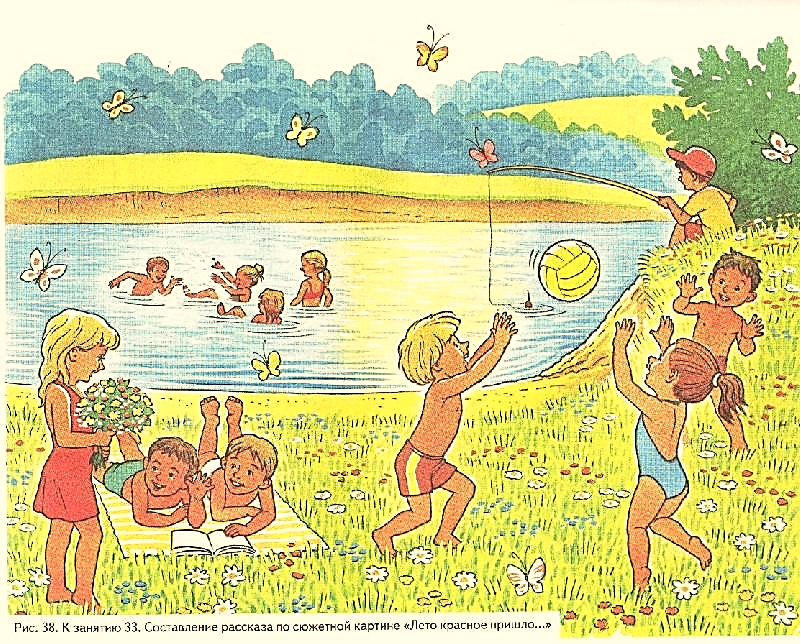 Рис. 38. К занятию 33. Составление рассказа по сюжетной картине «Лето красное пришло...»